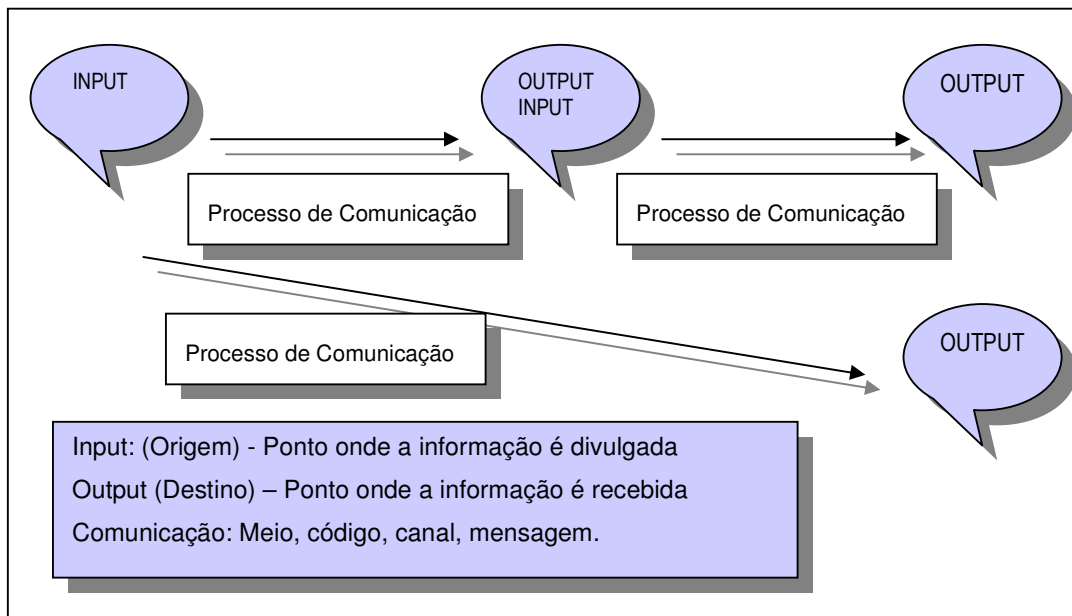 INPUT
OUTPUT
INPUT
OUTPUT
Processo de Comunicação
Processo de Comunicação
Processo de Comunicação
OUTPUT
Input: (Origem) - Ponto onde a informação é divulgada
Output (Destino) – Ponto onde a informação é recebida
Comunicação: Meio, código, canal, mensagem.